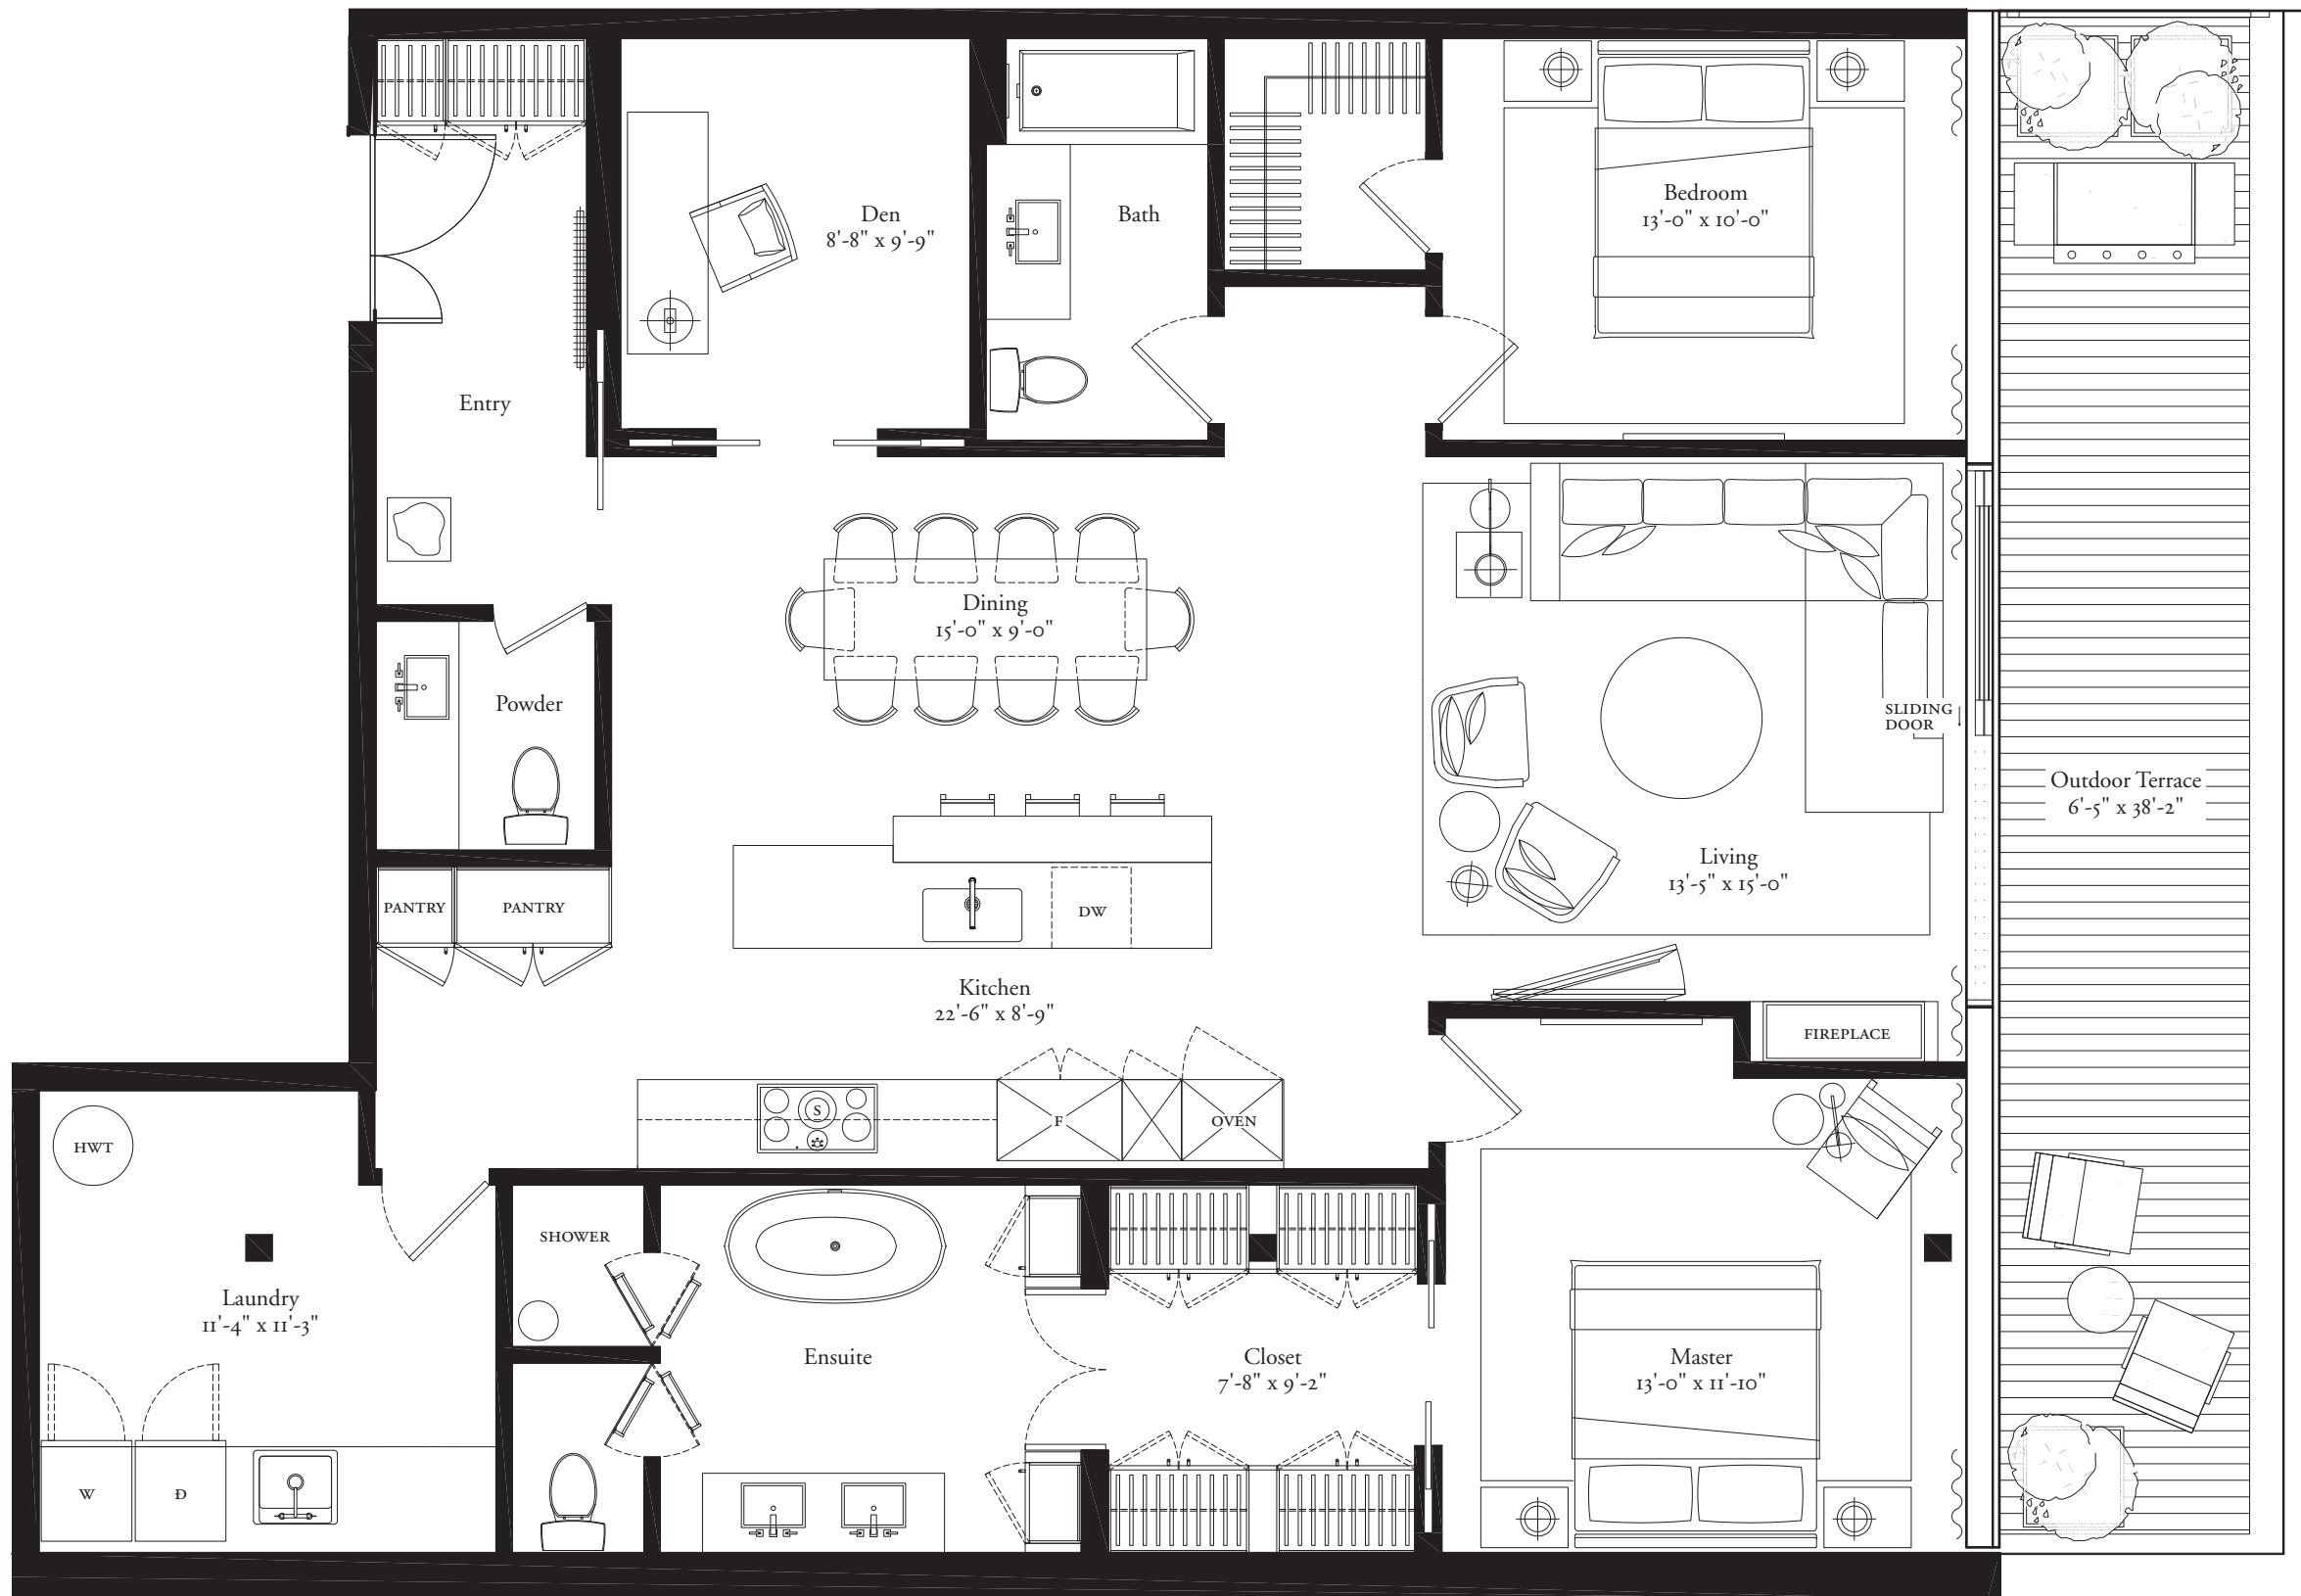 Den
8'-8" x 9'-9"
Bath
Bedroom
13'-0" x 10'-0"
Entry
Dining
15'-0" x 9'-0"
Powder
SLIDING
DOOR
Outdoor Terrace
6'-5" x 38'-2"
Living
13'-5" x 15'-0"
PANTRY
PANTRY
DW
Kitchen
22'-6" x 8'-9"
FIREPLACE
S
F
OVEN
HWT
SHOWER
Laundry
11'-4" x 11'-3"
Ensuite
Closet
7'-8" x 9'-2"
Master
13'-0" x 11'-10"
W
D